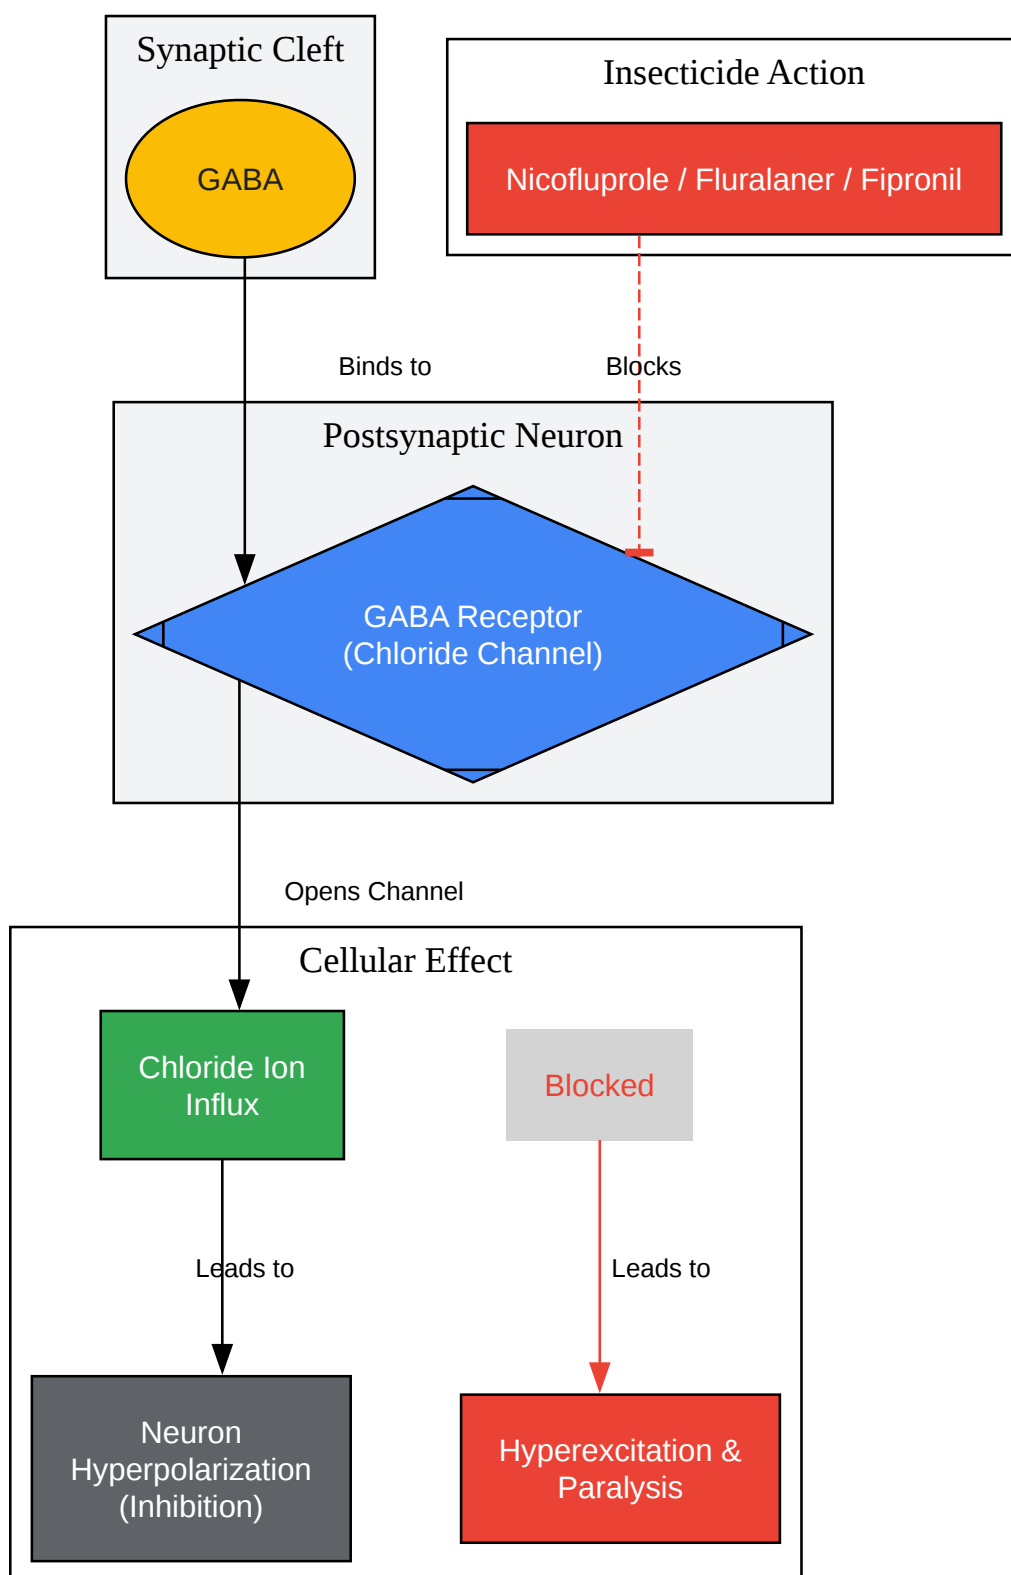 Synaptic Cleft
GABA
Insecticide Action
Nicofluprole / Fluralaner / Fipronil
Binds to
Blocks
Postsynaptic Neuron
GABA Receptor
(Chloride Channel)
Opens Channel
Cellular Effect
Chloride Ion
Influx
Blocked
Leads to
Leads to
Neuron
Hyperpolarization
(Inhibition)
Hyperexcitation &
Paralysis